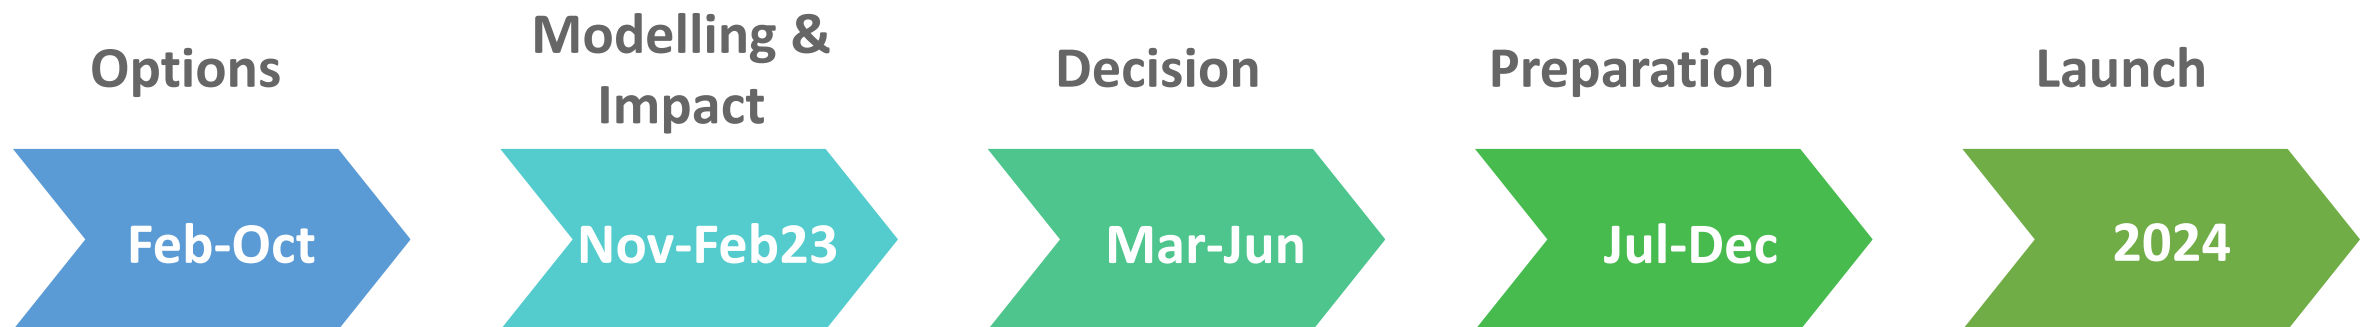 Options
Modelling &
Impact
Decision
Preparation
Launch
Feb-Oct
Nov-Feb23
Mar-Jun
Jul-Dec
2024